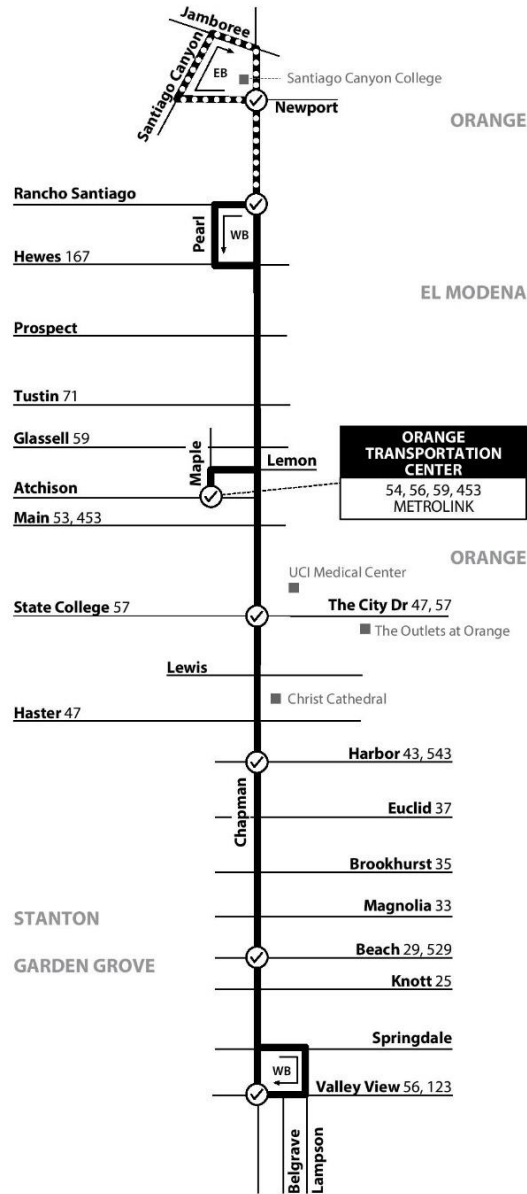 Jamboree
Santiago Canyon
EB
Santiago Canyon College
Newport
ORANGE
Rancho Santiago
Pearl
WB
Hewes 167
EL MODENA
Prospect
Tustin 71
Glassell 59
Maple
Lemon
ORANGE
TRANSPORTATION
CENTER
54, 56, 59, 453
METROLINK
Atchison
Main 53, 453
ORANGE
UCI Medical Center
State College 57
The City Dr 47, 57
The Outlets at Orange
Lewis
Christ Cathedral
Haster 47
Harbor 43, 543
Chapman
Euclid 37
Brookhurst 35
Magnolia 33
STANTON
Beach 29, 529
GARDEN GROVE
Knott 25
Springdale
WB
Valley View 56, 123
Belgrave
Lampson